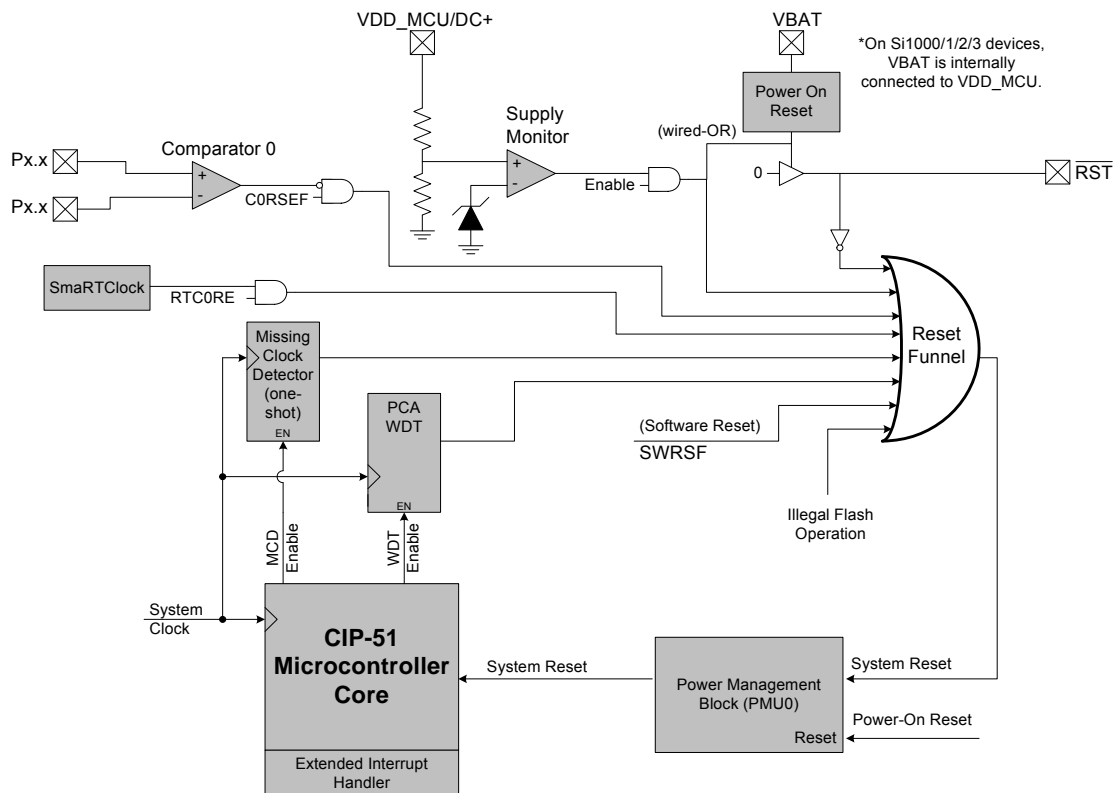 VDD_MCU/DC+
VBAT
*On Si1000/1/2/3 devices,
VBAT is internally
connected to VDD_MCU.
Power On
Reset
Supply
Monitor
(wired-OR)
Comparator 0
Px.x
Px.x
+
-
C0RSEF
+
-
Enable
0
RST
SmaRTClock
RTC0RE
Missing
Clock
Detector
(one-
shot)
EN
PCA
WDT
EN
Reset
Funnel
(Software Reset)
SWRSF
Illegal Flash
Operation
MCD
Enable
WDT
Enable
System
Clock
CIP-51
Microcontroller
Core
Extended Interrupt
Handler
System Reset
Power Management
Block (PMU0)
Reset
System Reset
Power-On Reset